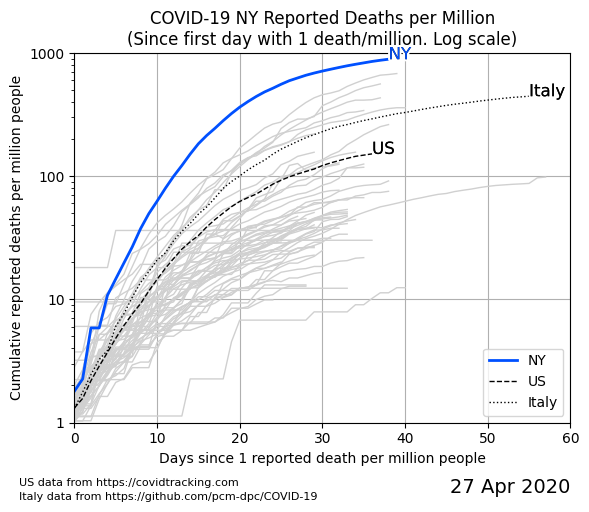 COVID-19 NY Reported Deaths per Million
(Since first day with 1 death/million. Log scale)
Cumulative reported deaths per million people
1000
100
10
1
NY
Italy
US
NY
US
Italy
0 10 20 30 40 50 60
Days since 1 reported death per million people
US data from https://covidtracking.com
Italy data from https://github.com/pcm-dpc/COVID-19
27 Apr 2020